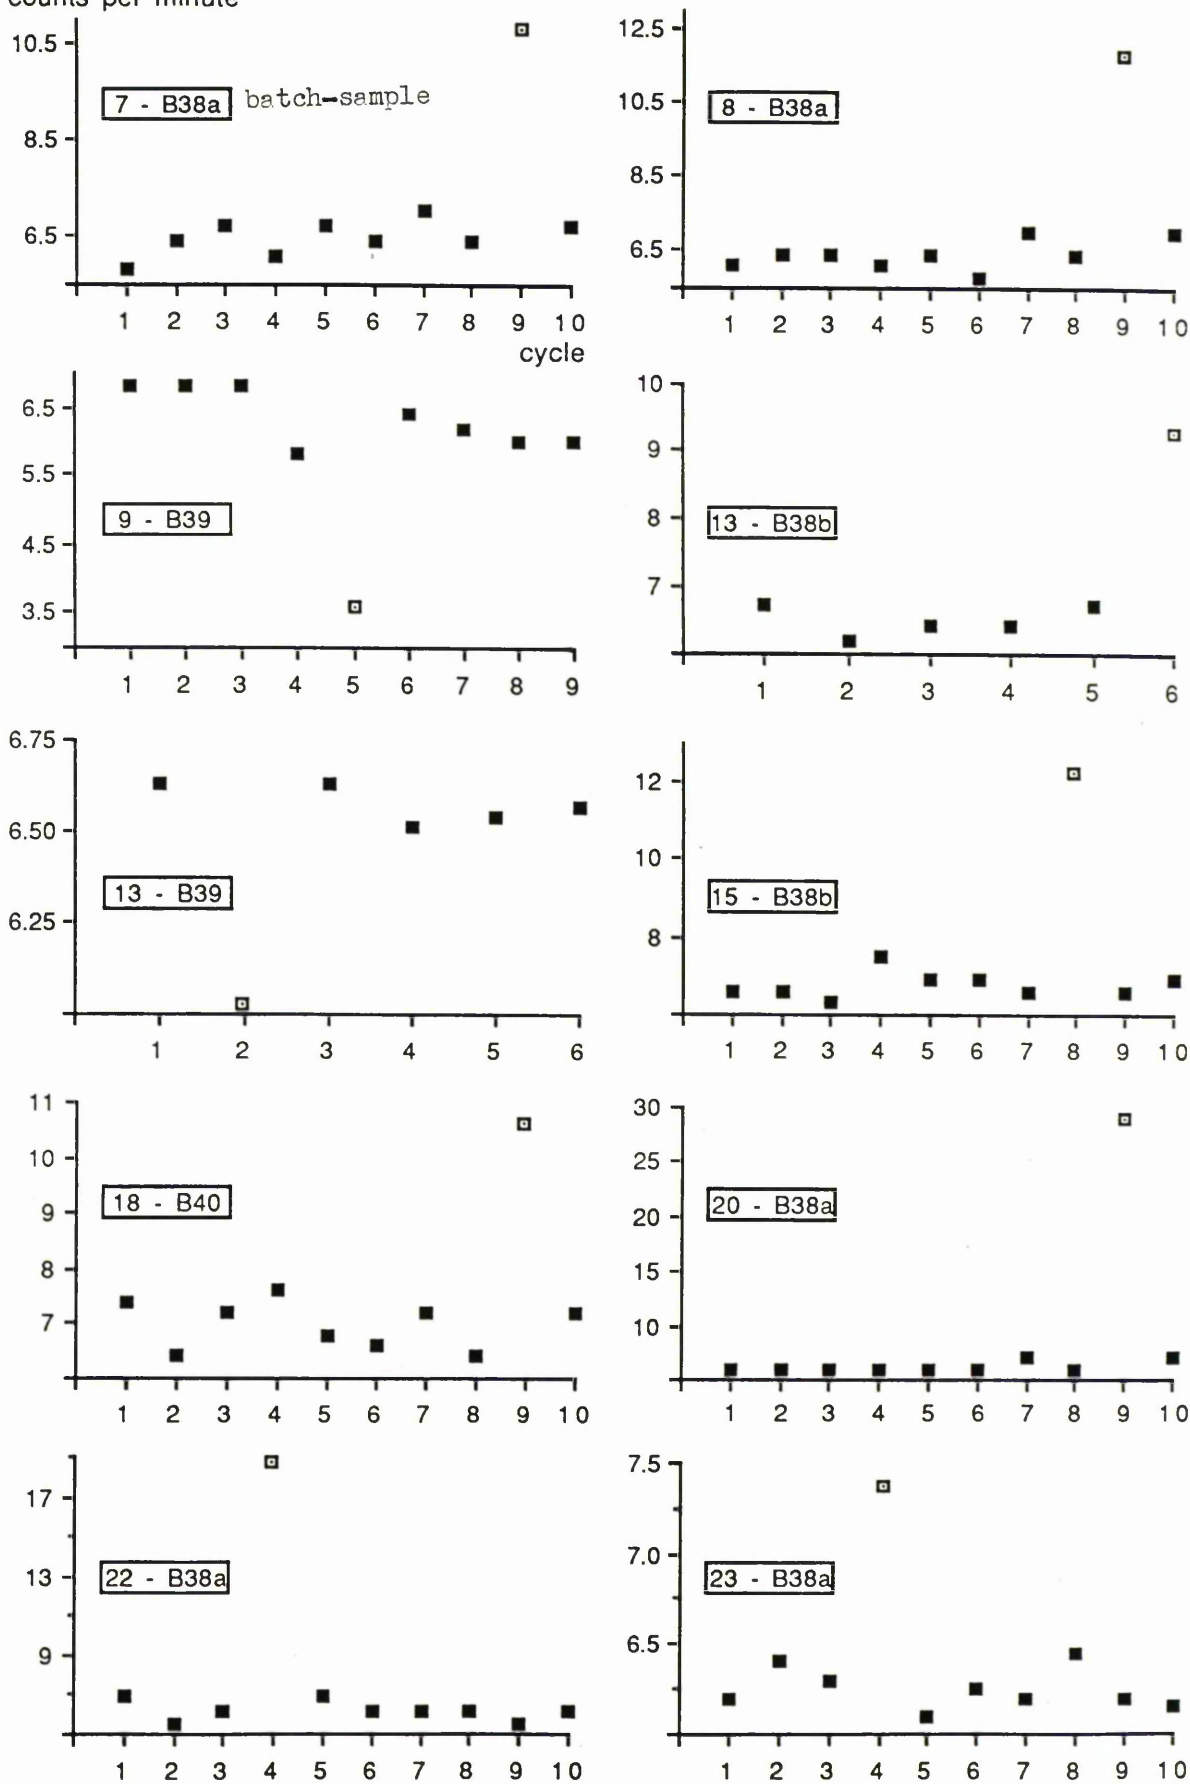 counts per minute
10.5
8.5
6.5
7 - B38a batch-sample
1 2 3 4 5 6 7 8 9 10
cycle
12.5
10.5
8.5
6.5
8 - B38a
1 2 3 4 5 6 7 8 9 10
6.5
5.5
4.5
3.5
9 - B39
1 2 3 4 5 6 7 8 9
10
9
8
7
13 - B38b
1 2 3 4 5 6
6.75
6.50
6.25
13 - B39
1 2 3 4 5 6
12
10
8
15 - B38b
1 2 3 4 5 6 7 8 9 10
11
10
9
8
7
18 - B40
1 2 3 4 5 6 7 8 9 10
30
25
20
15
10
20 - B38a
1 2 3 4 5 6 7 8 9 10
17
13
9
22 - B38a
1 2 3 4 5 6 7 8 9 10
7.5
7.0
6.5
23 - B38a
1 2 3 4 5 6 7 8 9 10